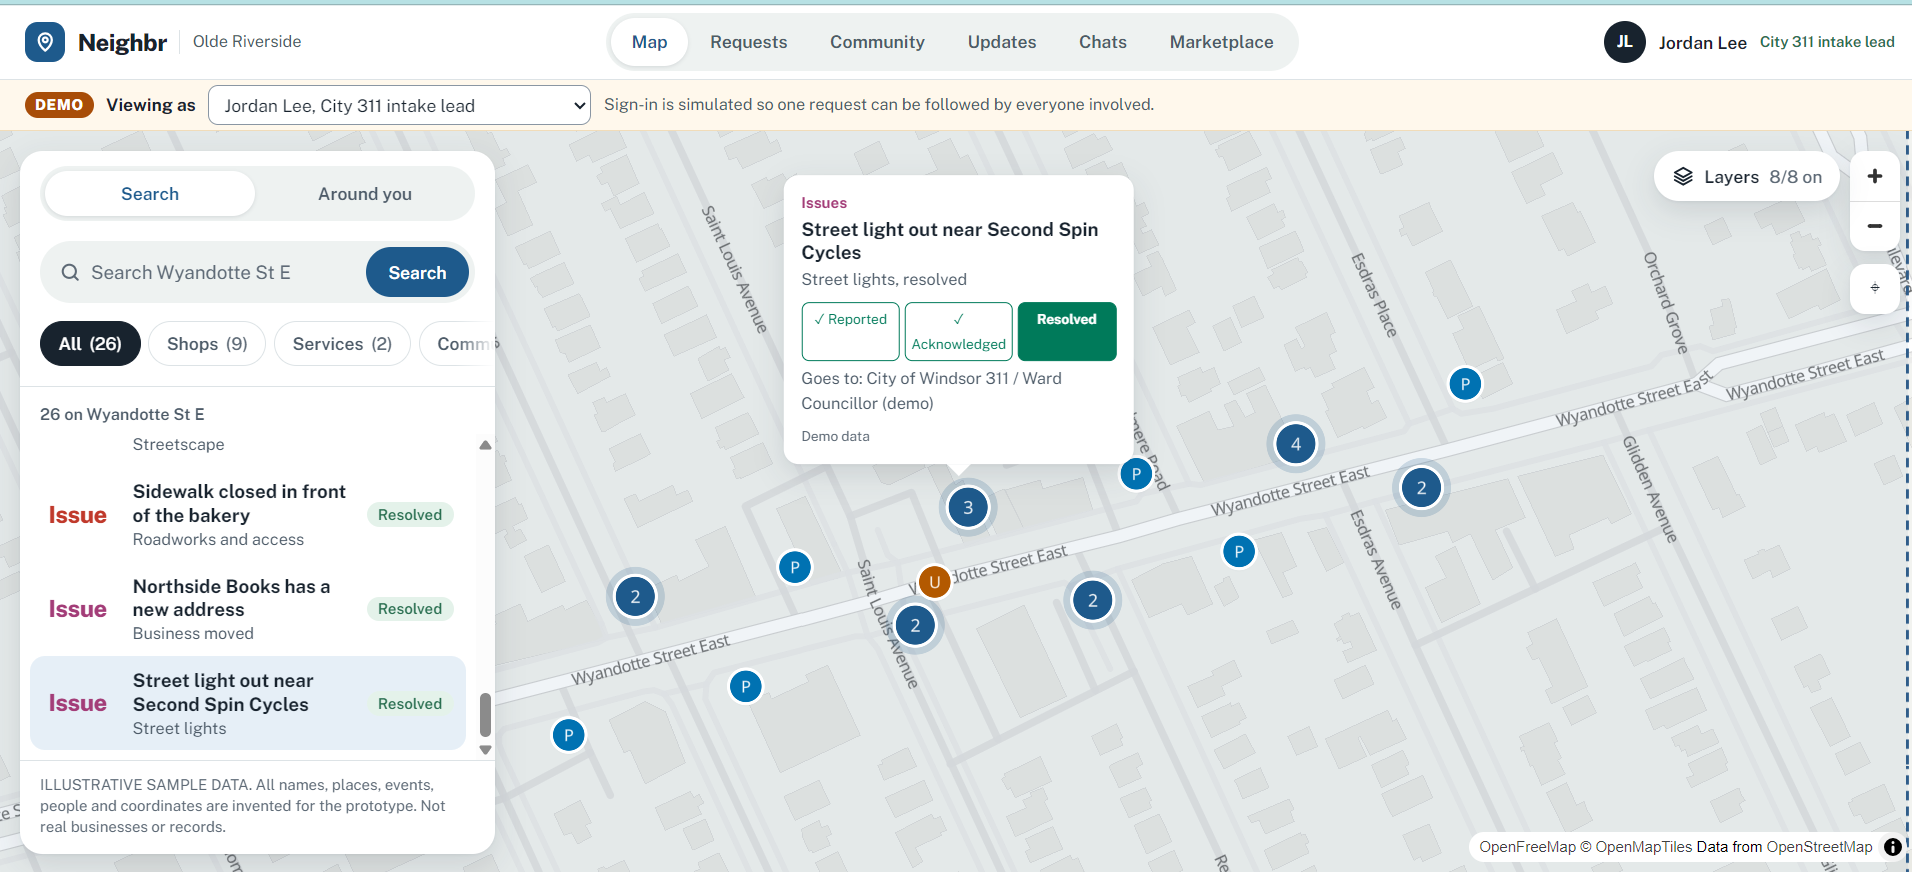 Neighbr
Olde Riverside
Map
Requests
Community
Updates
Chats
Marketplace
JL
Jordan Lee
City 311 intake lead
DEMO
Viewing as
Jordan Lee, City 311 intake lead
Sign-in is simulated so one request can be followed by everyone involved.
Search
Around you
Search Wyandotte St E
Search
All (26)
Shops (9)
Services (2)
26 on Wyandotte St E
Streetscape
Issue
Sidewalk closed in front
of the bakery
Roadworks and access
Resolved
Issue
Northside Books has a
new address
Business moved
Resolved
Issue
Street light out near
Second Spin Cycles
Street lights
Resolved
ILLUSTRATIVE SAMPLE DATA. All names, places, events,
people and coordinates are invented for the prototype. Not
real businesses or records.
Issues
Street light out near Second Spin
Cycles
Street lights, resolved
✓ Reported
✓
Acknowledged
Resolved
Goes to: City of Windsor 311 / Ward
Councillor (demo)
Demo data
Layers 8/8 on
+
−
Saint Louis Avenue
Esdras Place
Orchard Grove
Wyandotte Street East
Wyandotte Street East
P
4
P
Wyandotte Street East
2
Glidden Avenue
3
P
Esdras Avenue
P
U
Street East
2
Saint Louis Avenue
2
2
Wyandotte Street East
P
P
OpenFreeMap © OpenMapTiles Data from OpenStreetMap